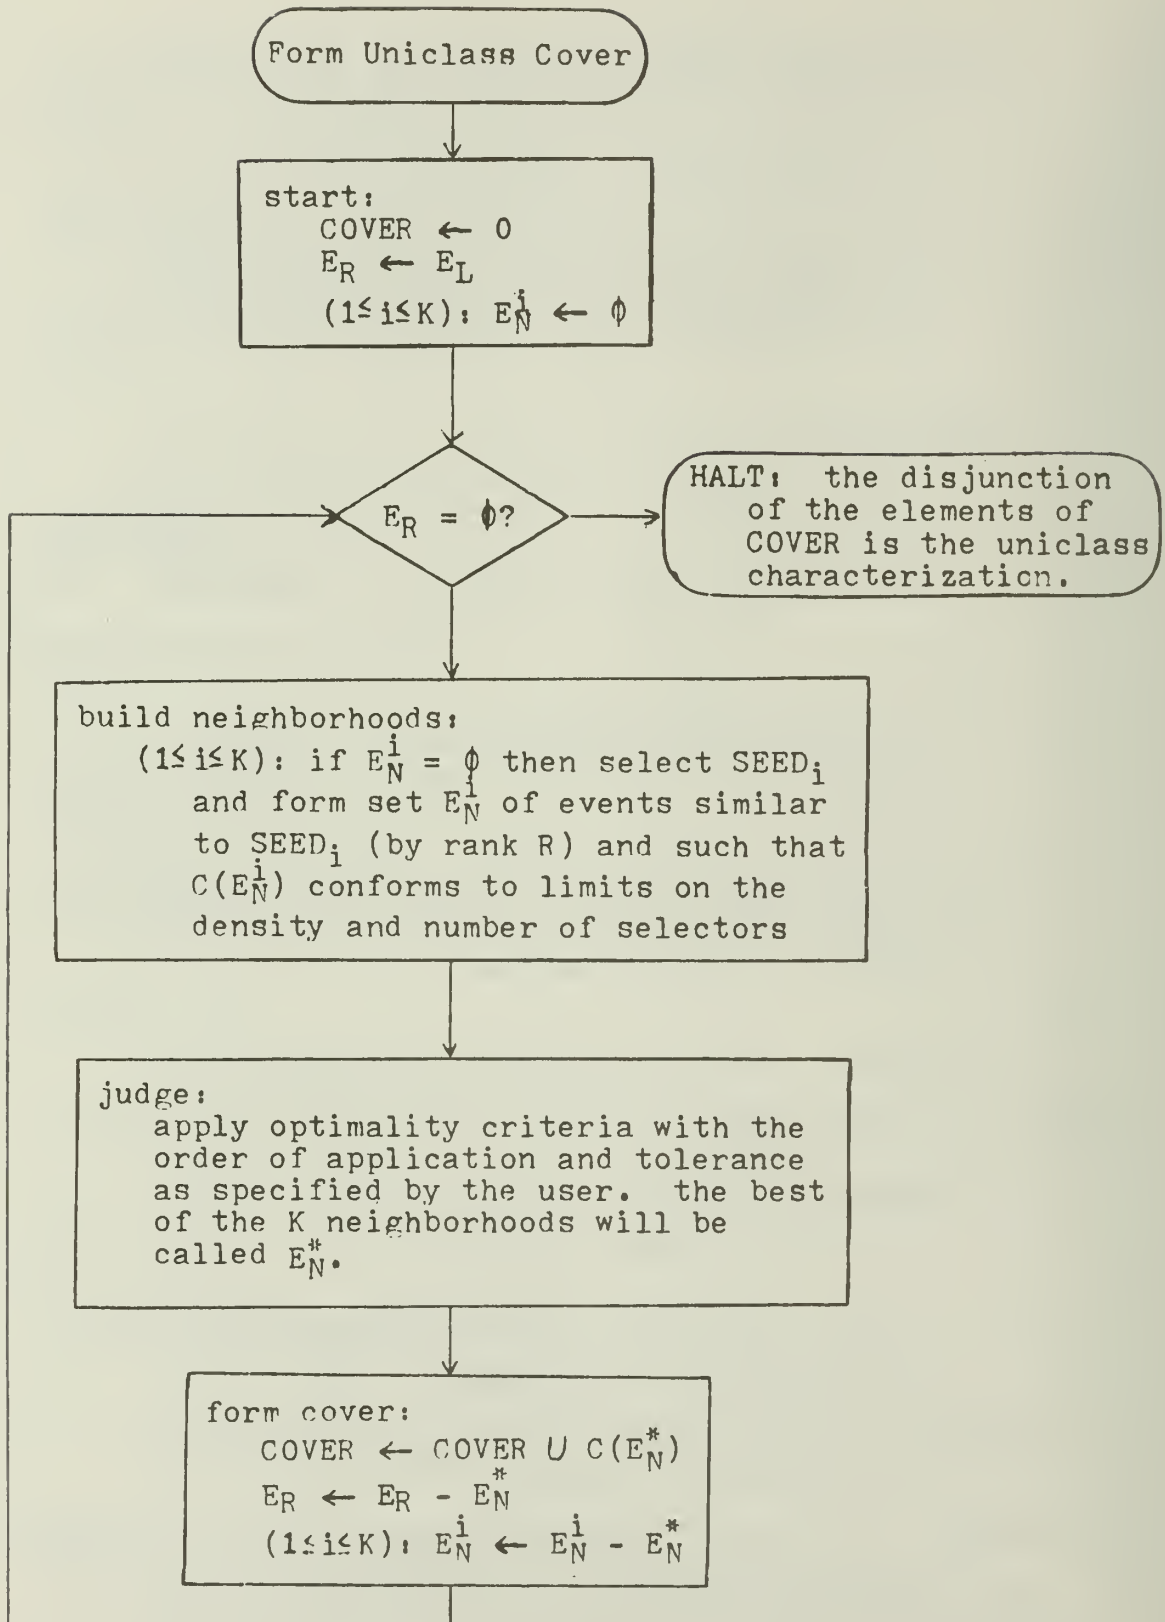 Form Uniclass Cover
start:
COVER ← 0
E_R ← E_L
(1≤i≤K): E_N^i ← ϕ
E_R = ϕ?
HALT: the disjunction
of the elements of
COVER is the uniclass
characterization.
build neighborhoods:
(1≤i≤K): if E_N^i = ϕ then select SEED_i
and form set E_N^i of events similar
to SEED_i (by rank R) and such that
C(E_N^i) conforms to limits on the
density and number of selectors
judge:
apply optimality criteria with the
order of application and tolerance
as specified by the user. the best
of the K neighborhoods will be
called E_N^*.
form cover:
COVER ← COVER ∪ C(E_N^*)
E_R ← E_R - E_N^*
(1≤i≤K): E_N^i ← E_N^i - E_N^*